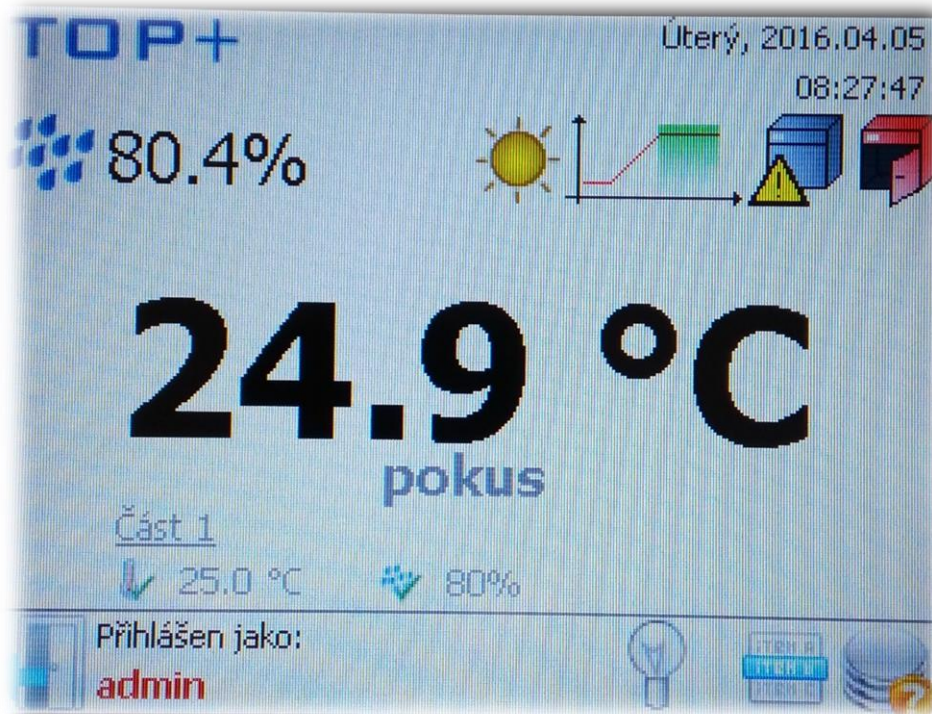 TOP+
Úterý, 2016.04.05
08:27:47
80.4%
24.9 °C
pokus
Část 1
25.0 °C 80%
Přihlášen jako:
admin
ITEM A